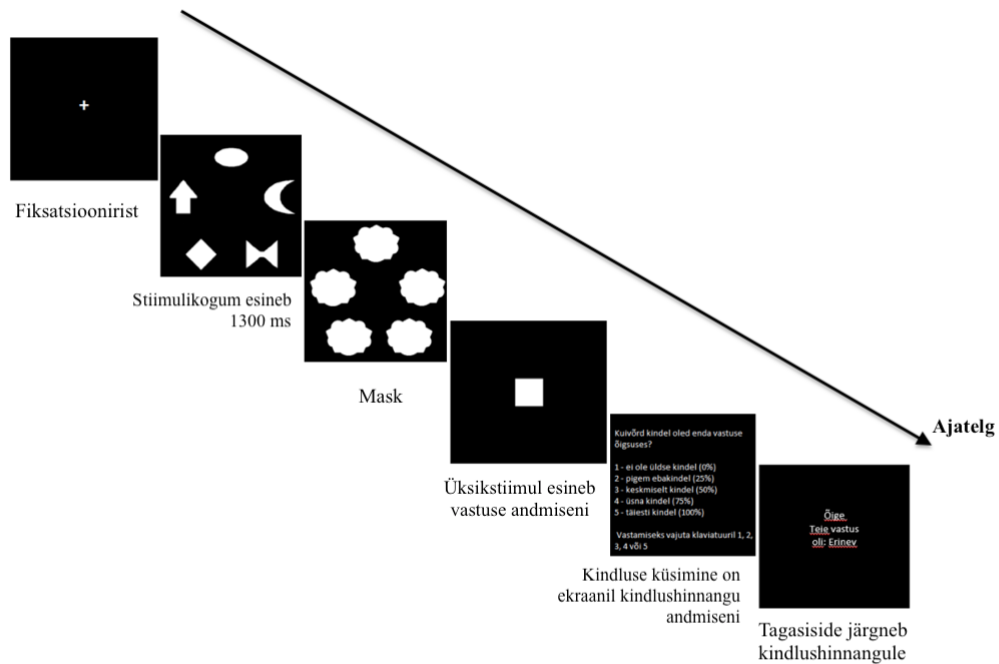 +
Fiksatsioonirist
Stiimulikogum esineb
1300 ms
Mask
Üksikstiimul esineb
vastuse andmiseni
Ajatelg
Kuivõrd kindel oled enda vastuse
õigsuses?
1 - ei ole üldse kindel (0%)
2 - pigem ebakindel (25%)
3 - keskmiselt kindel (50%)
4 - üsna kindel (75%)
5 - täiesti kindel (100%)
Vastamiseks vajuta klaviatuuril 1, 2,
3, 4 või 5
Kindluse küsimine on
ekraanil kindlushinnangu
andmiseni
Õige
Teie vastus
oli: Erinev
Tagasiside järgneb
kindlushinnangule